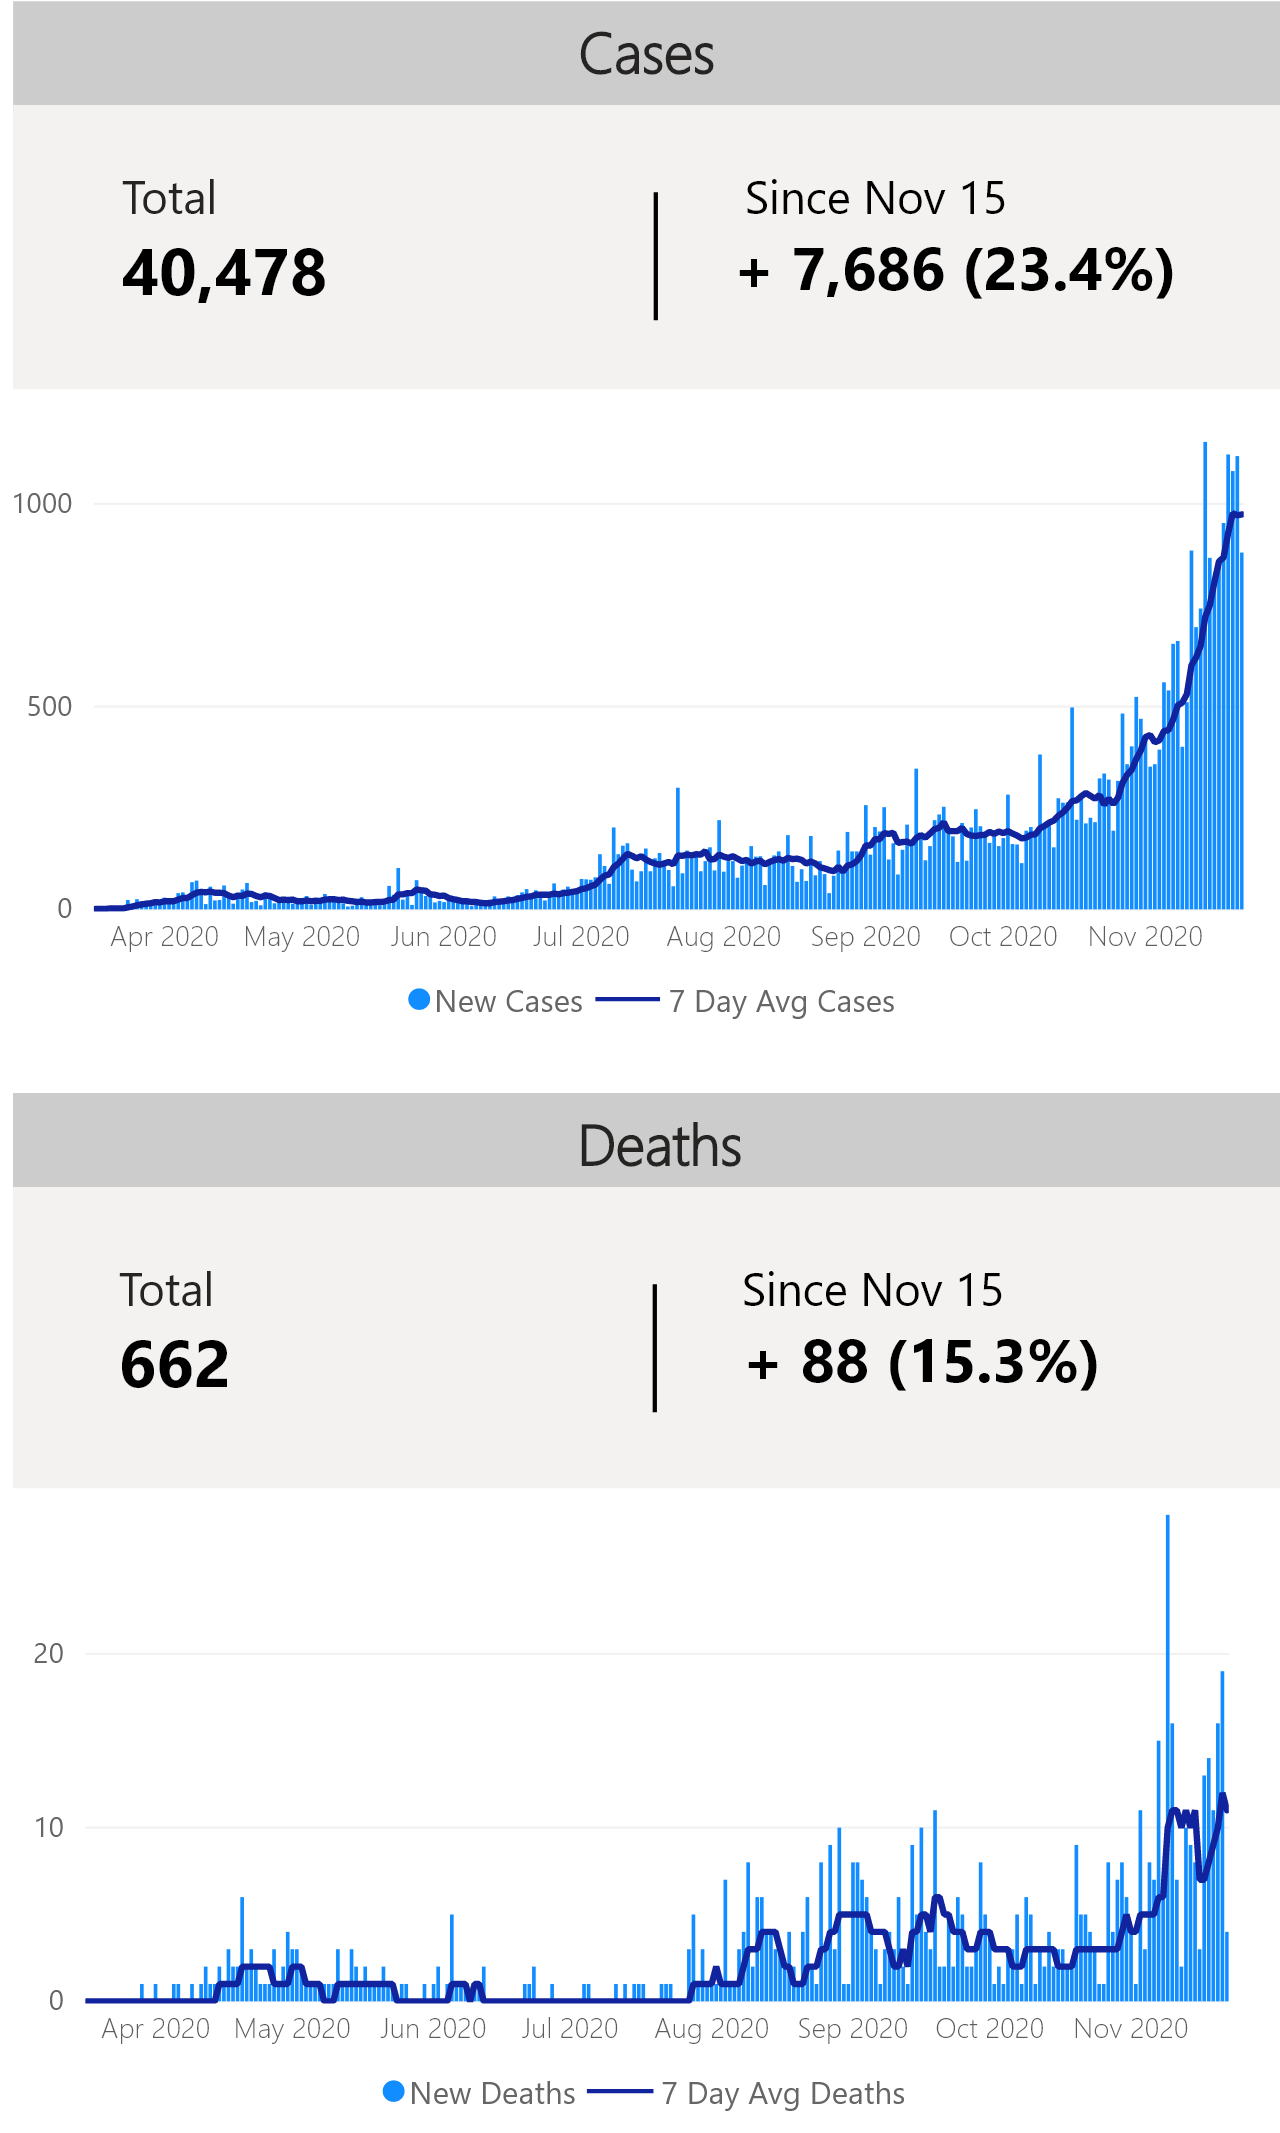 Cases
Total
Since Nov 15
40,478
+ 7,686 (23.4%)
1000
500
0
Apr 2020 May 2020 Jun 2020 Jul 2020 Aug 2020 Sep 2020 Oct 2020 Nov 2020
New Cases 7 Day Avg Cases
Deaths
Total
Since Nov 15
662
+ 88 (15.3%)
20
10
0
Apr 2020 May 2020 Jun 2020 Jul 2020 Aug 2020 Sep 2020 Oct 2020 Nov 2020
New Deaths 7 Day Avg Deaths